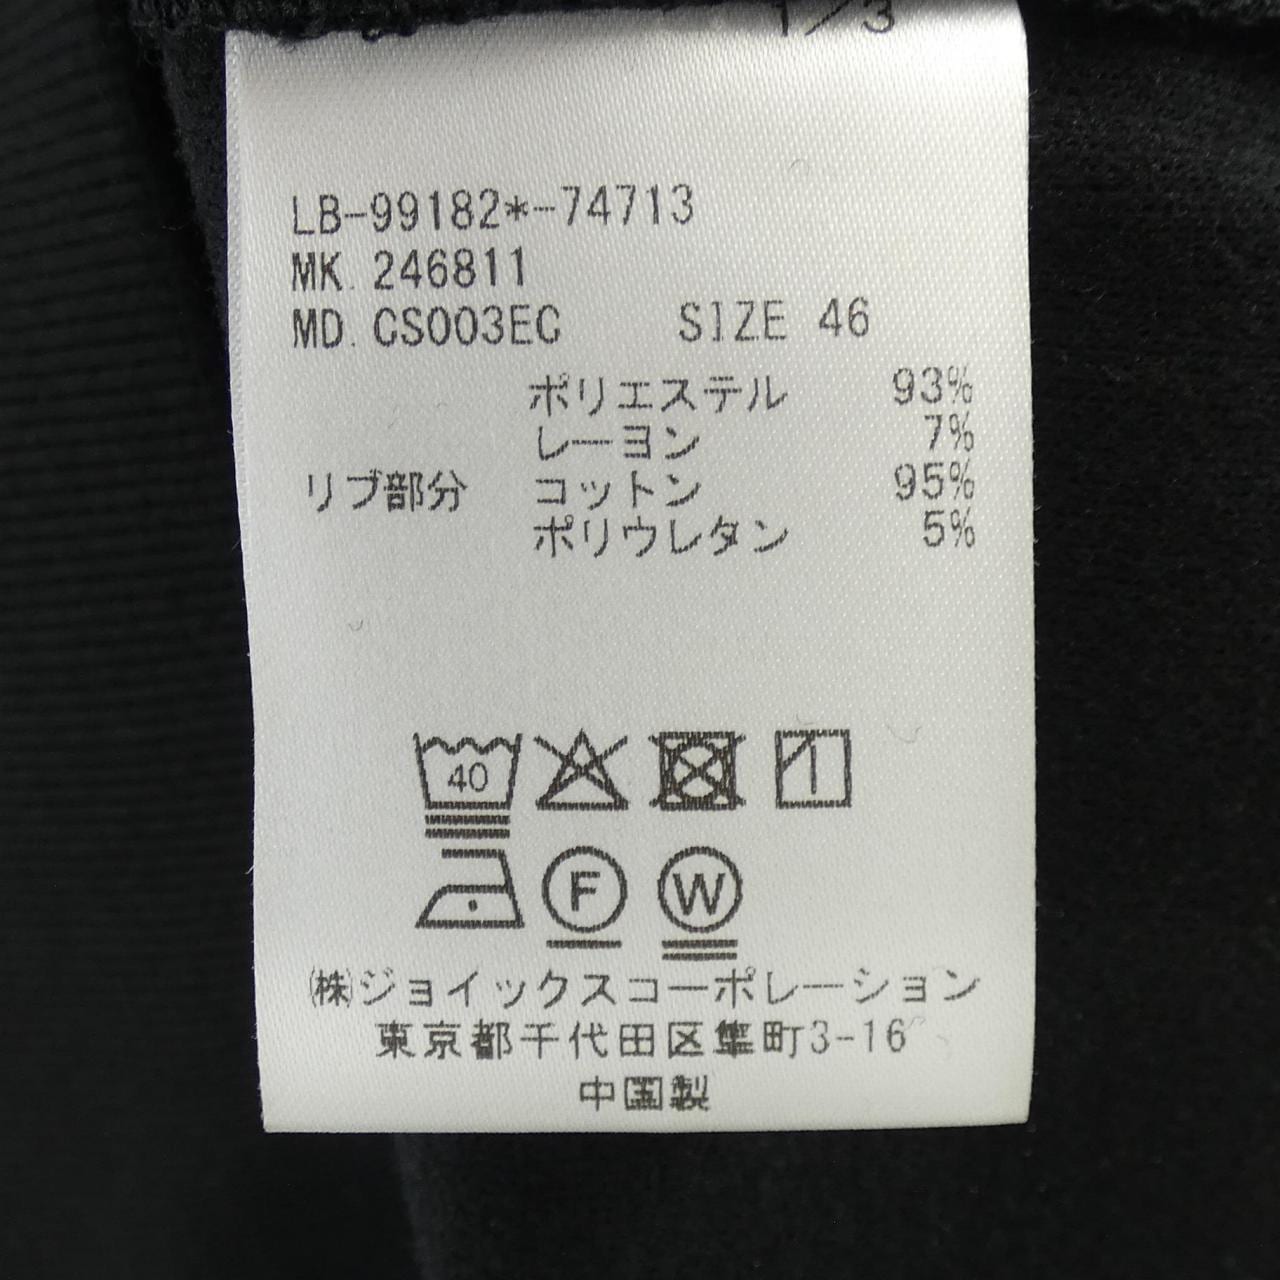 1/3
LB-99182*-74713
MK. 246811
MD. CS003EC SIZE 46
ポリエステル 93%
レーヨン 7%
リブ部分 コットン 95%
ポリウレタン 5%
40
F W
㈱ジョイックスコーポレーション
東京都千代田区隼町3-16
中国製